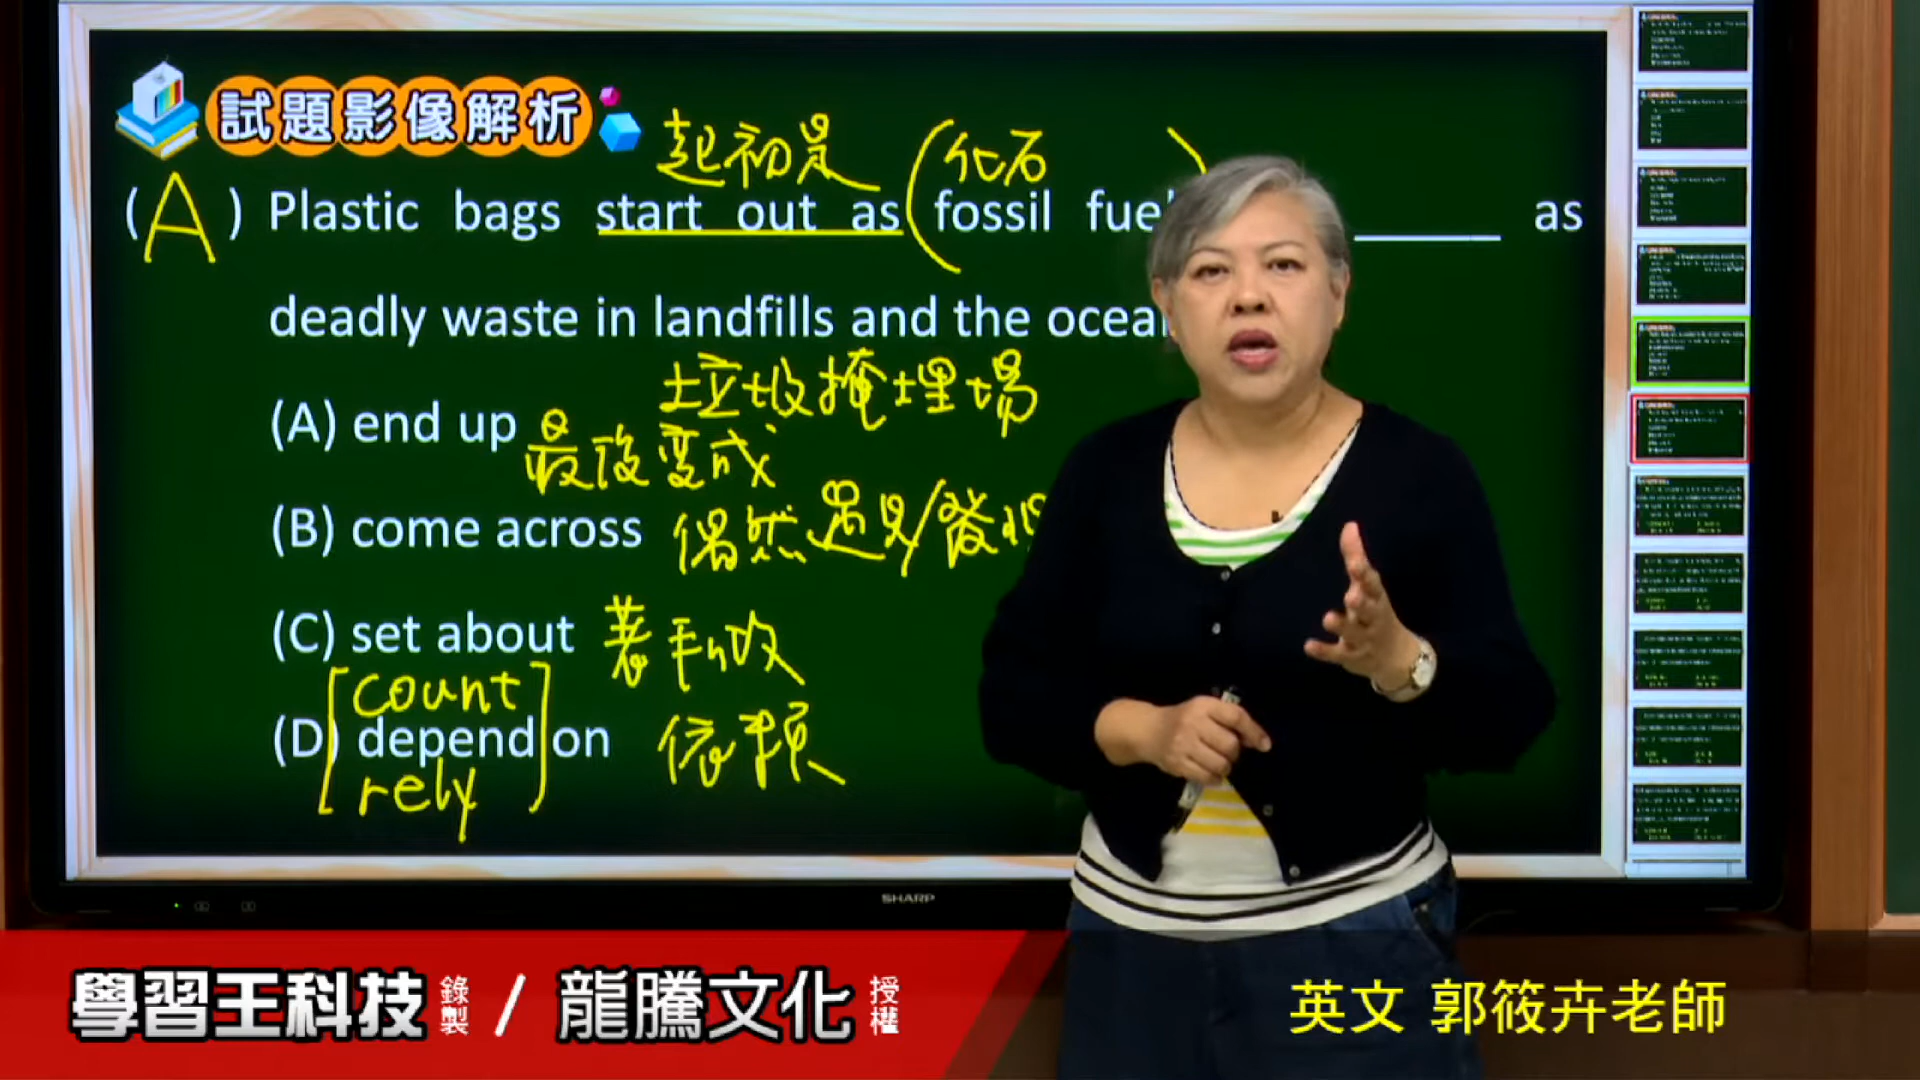 試題影像解析
起初是 (化石 )
(A) Plastic bags start out as fossil fuel ______ as
deadly waste in landfills and the ocea
垃圾掩埋場
(A) end up 最後變成
(B) come across 偶然遇見/發現
(C) set about 著手做
count
(D) depend on 依賴
rely
SHARP
學習王科技 錄製 / 龍騰文化 授權
英文 郭筱卉老師